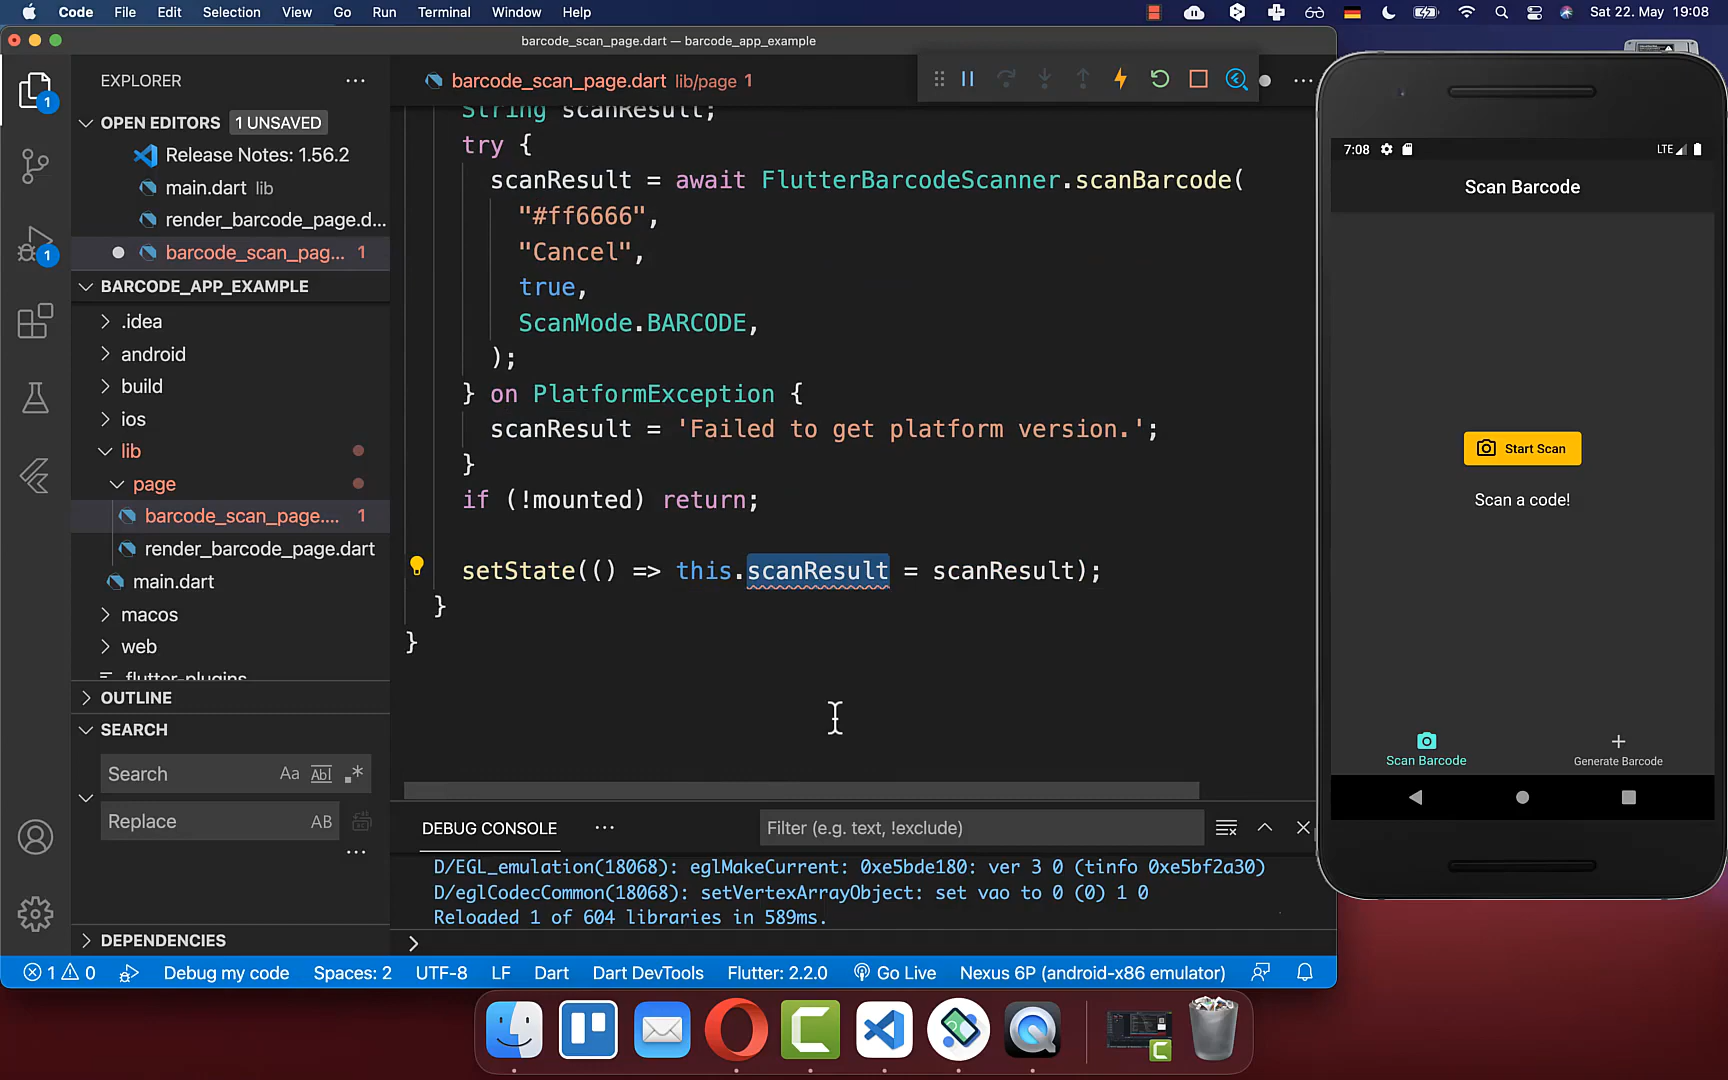 Code File Edit Selection View Go Run Terminal Window Help Sat 22. May 19:08
barcode_scan_page.dart — barcode_app_example
EXPLORER
OPEN EDITORS 1 UNSAVED
Release Notes: 1.56.2
main.dart lib
render_barcode_page.d...
barcode_scan_pag... 1
BARCODE_APP_EXAMPLE
.idea
android
build
ios
lib
page
barcode_scan_page.... 1
render_barcode_page.dart
main.dart
macos
web
.flutter-plugins
OUTLINE
SEARCH
Search Aa Abl .*
Replace AB
DEPENDENCIES
1
1
barcode_scan_page.dart lib/page 1
String scanResult;
try {
scanResult = await FlutterBarcodeScanner.scanBarcode(
"#ff6666",
"Cancel",
true,
ScanMode.BARCODE,
);
} on PlatformException {
scanResult = 'Failed to get platform version.';
}
if (!mounted) return;
setState(() => this.scanResult = scanResult);
}
}
DEBUG CONSOLE
Filter (e.g. text, !exclude)
D/EGL_emulation(18068): eglMakeCurrent: 0xe5bde180: ver 3 0 (tinfo 0xe5bf2a30)
D/eglCodecCommon(18068): setVertexArrayObject: set vao to 0 (0) 1 0
Reloaded 1 of 604 libraries in 589ms.
1 0 Debug my code Spaces: 2 UTF-8 LF Dart Dart DevTools Flutter: 2.2.0 Go Live Nexus 6P (android-x86 emulator)
7:08 LTE
Scan Barcode
Start Scan
Scan a code!
Scan Barcode
Generate Barcode